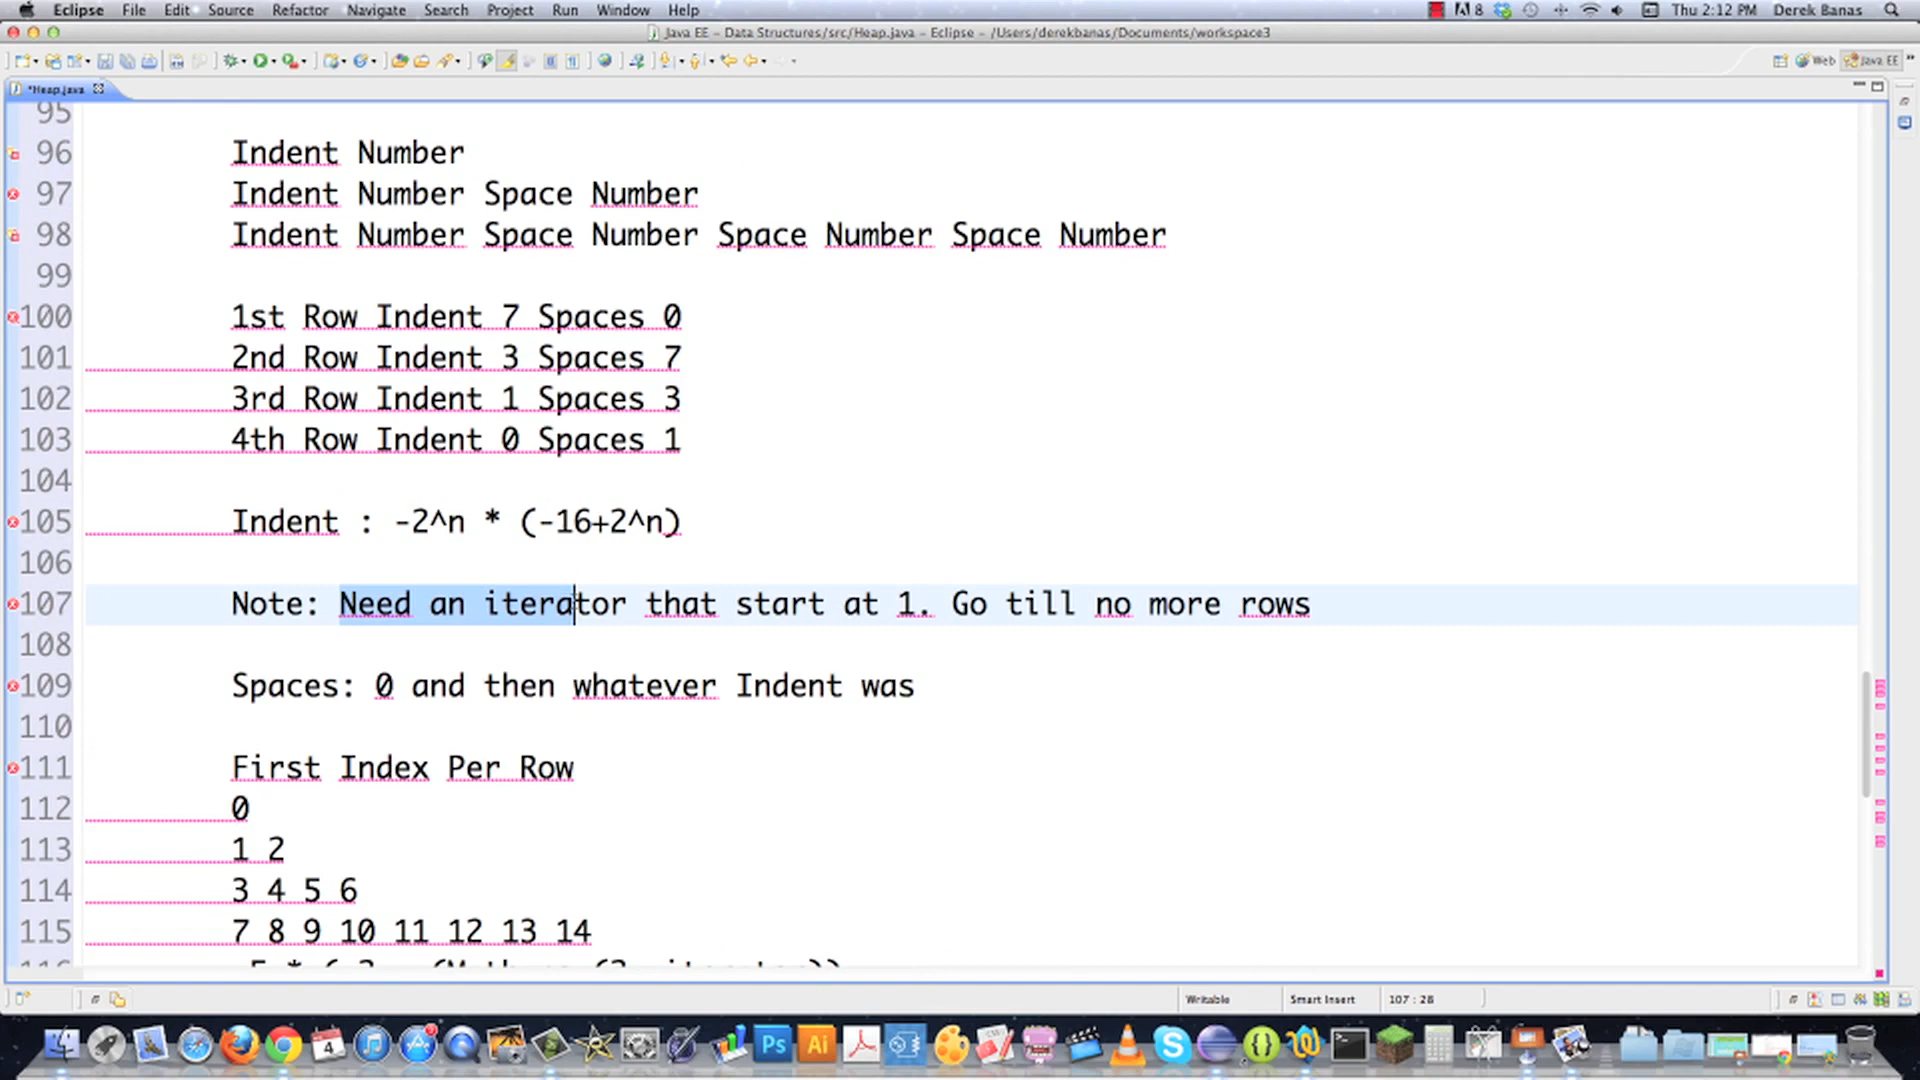 Eclipse File Edit Source Refactor Navigate Search Project Run Window Help 8 Thu 2:12 PM Derek Banas
Java EE – Data Structures/src/Heap.java – Eclipse – /Users/derekbanas/Documents/workspace3
Web Java EE
*Heap.java
95
96 Indent Number
97 Indent Number Space Number
98 Indent Number Space Number Space Number Space Number
99
100 1st Row Indent 7 Spaces 0
101 2nd Row Indent 3 Spaces 7
102 3rd Row Indent 1 Spaces 3
103 4th Row Indent 0 Spaces 1
104
105 Indent : -2^n * (-16+2^n)
106
107 Note: Need an iterator that start at 1. Go till no more rows
108
109 Spaces: 0 and then whatever Indent was
110
111 First Index Per Row
112 0
113 1 2
114 3 4 5 6
115 7 8 9 10 11 12 13 14
Writable Smart Insert 107 : 28
4 Ps Ai